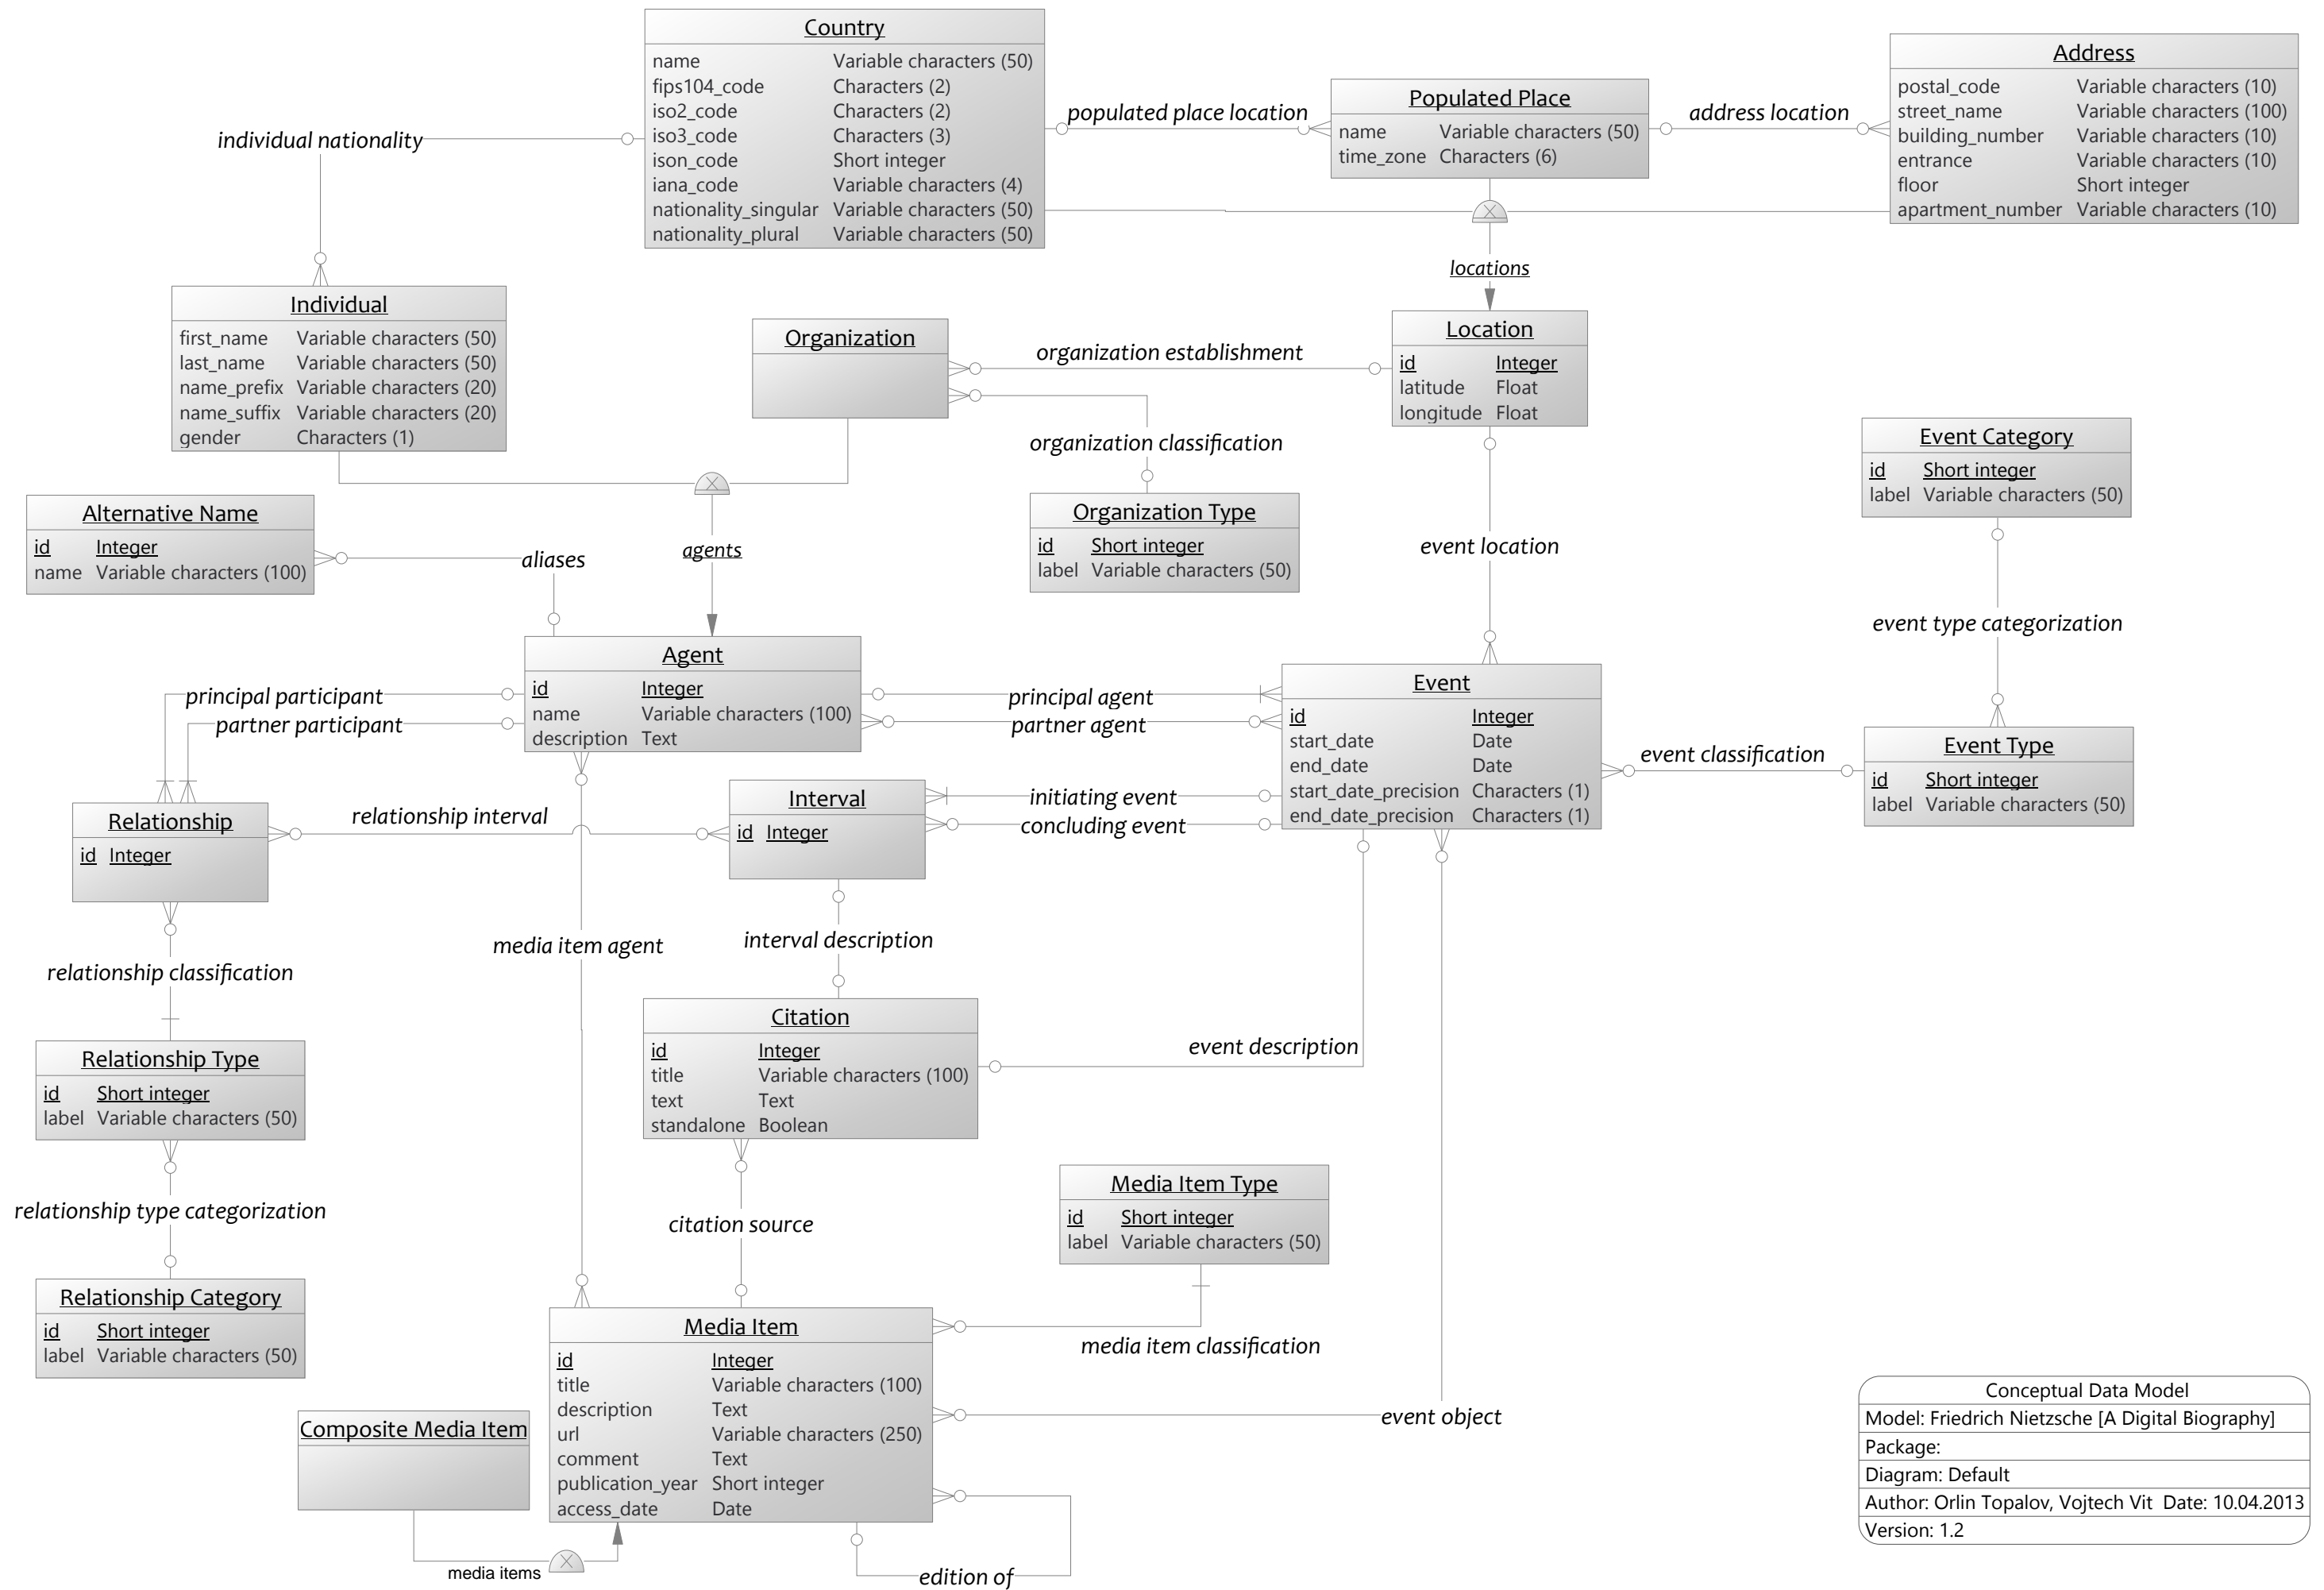 Country
name Variable characters (50)
fips104_code Characters (2)
iso2_code Characters (2)
iso3_code Characters (3)
ison_code Short integer
iana_code Variable characters (4)
nationality_singular Variable characters (50)
nationality_plural Variable characters (50)
populated place location
Populated Place
name Variable characters (50)
time_zone Characters (6)
address location
Address
postal_code Variable characters (10)
street_name Variable characters (100)
building_number Variable characters (10)
entrance Variable characters (10)
floor Short integer
apartment_number Variable characters (10)
individual nationality
locations
Individual
first_name Variable characters (50)
last_name Variable characters (50)
name_prefix Variable characters (20)
name_suffix Variable characters (20)
gender Characters (1)
Organization
organization establishment
Location
id Integer
latitude Float
longitude Float
organization classification
Event Category
id Short integer
label Variable characters (50)
Alternative Name
id Integer
name Variable characters (100)
aliases
agents
Organization Type
id Short integer
label Variable characters (50)
event location
event type categorization
Agent
id Integer
name Variable characters (100)
description Text
principal participant
partner participant
principal agent
partner agent
Event
id Integer
start_date Date
end_date Date
start_date_precision Characters (1)
end_date_precision Characters (1)
event classification
Event Type
id Short integer
label Variable characters (50)
Relationship
id Integer
relationship interval
Interval
id Integer
initiating event
concluding event
relationship classification
media item agent
interval description
Citation
id Integer
title Variable characters (100)
text Text
standalone Boolean
event description
Relationship Type
id Short integer
label Variable characters (50)
relationship type categorization
citation source
Media Item Type
id Short integer
label Variable characters (50)
Relationship Category
id Short integer
label Variable characters (50)
Media Item
id Integer
title Variable characters (100)
description Text
url Variable characters (250)
comment Text
publication_year Short integer
access_date Date
media item classification
event object
Composite Media Item
media items
edition of
Conceptual Data Model
Model: Friedrich Nietzsche [A Digital Biography]
Package:
Diagram: Default
Author: Orlin Topalov, Vojtech Vit Date: 10.04.2013
Version: 1.2